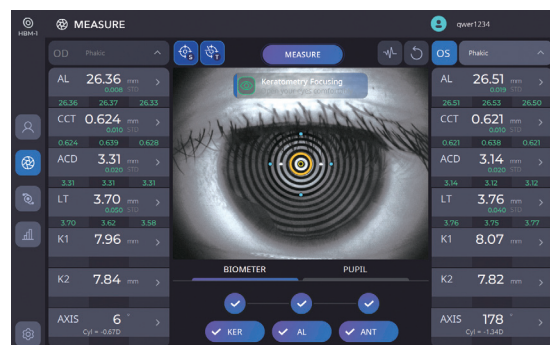 HBM-1
MEASURE
qwer1234
OD Phakic
S
T
MEASURE
OS Phakic
Keratometry Focusing
AL 26.36 mm
0.008 STD
26.36 26.37 26.33
CCT 0.624 mm
0.010 STD
0.624 0.639 0.628
ACD 3.31 mm
0.020 STD
3.31 3.31 3.31
LT 3.70 mm
0.050 STD
3.70 3.62 3.58
K1 7.96 mm
K2 7.84 mm
AXIS 6 °
Cyl = -0.67D
BIOMETER
PUPIL
KER
AL
ANT
AL 26.51 mm
0.019 STD
26.51 26.53 26.50
CCT 0.621 mm
0.010 STD
0.621 0.638 0.621
ACD 3.14 mm
0.020 STD
3.14 3.12 3.12
LT 3.76 mm
0.040 STD
3.76 3.75 3.77
K1 8.07 mm
K2 7.82 mm
AXIS 178 °
Cyl = -1.34D